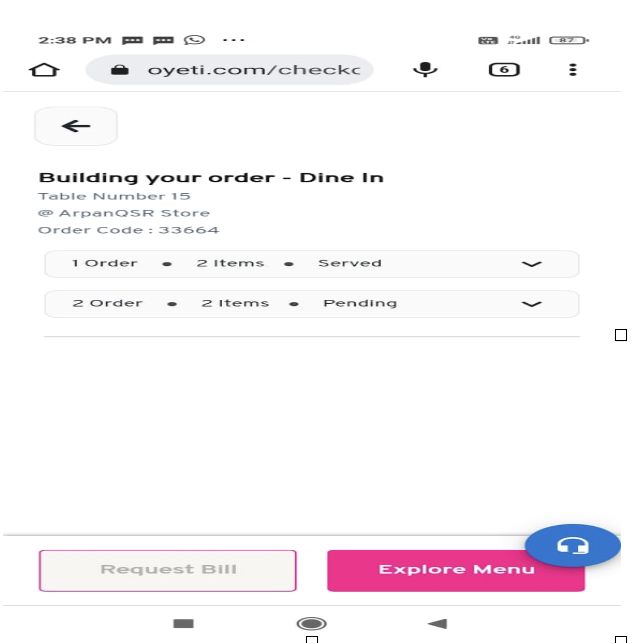 2:38 PM
4G
87
oyeti.com/checkc
6
Building your order - Dine In
Table Number 15
@ ArpanQSR Store
Order Code : 33664
1 Order • 2 Items • Served
2 Order • 2 Items • Pending
Request Bill
Explore Menu